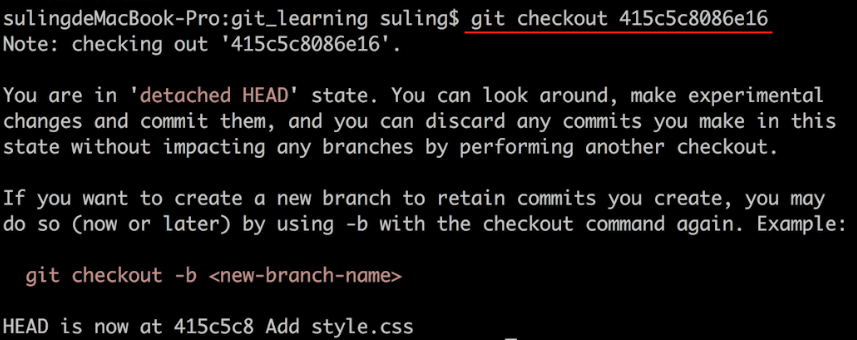 sulingdeMacBook-Pro:git_learning suling$ git checkout 415c5c8086e16
Note: checking out '415c5c8086e16'.
You are in 'detached HEAD' state. You can look around, make experimental
changes and commit them, and you can discard any commits you make in this
state without impacting any branches by performing another checkout.
If you want to create a new branch to retain commits you create, you may
do so (now or later) by using -b with the checkout command again. Example:
git checkout -b <new-branch-name>
HEAD is now at 415c5c8 Add style.css